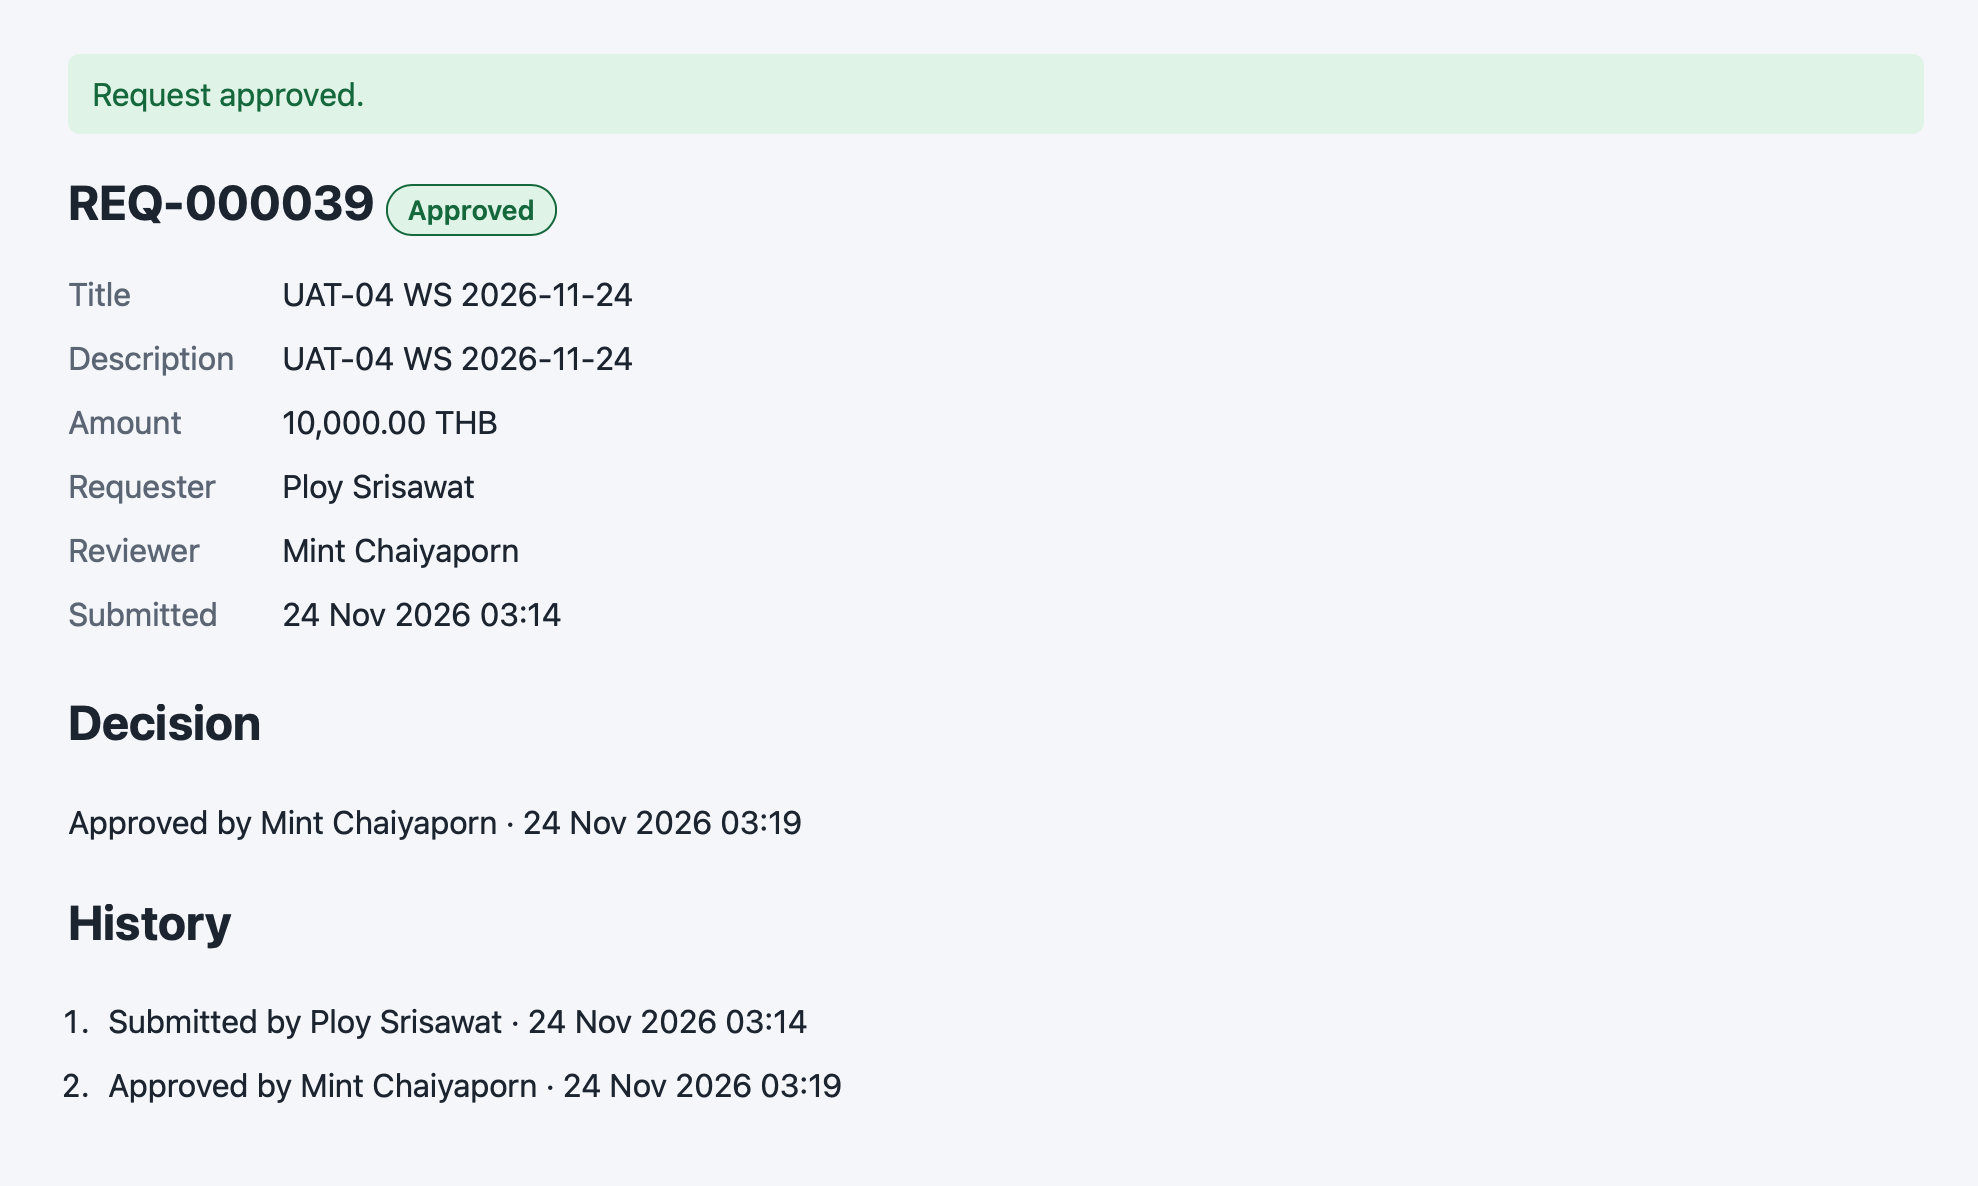 Request approved.
REQ-000039 Approved
Title UAT-04 WS 2026-11-24
Description UAT-04 WS 2026-11-24
Amount 10,000.00 THB
Requester Ploy Srisawat
Reviewer Mint Chaiyaporn
Submitted 24 Nov 2026 03:14
Decision
Approved by Mint Chaiyaporn · 24 Nov 2026 03:19
History
1. Submitted by Ploy Srisawat · 24 Nov 2026 03:14
2. Approved by Mint Chaiyaporn · 24 Nov 2026 03:19